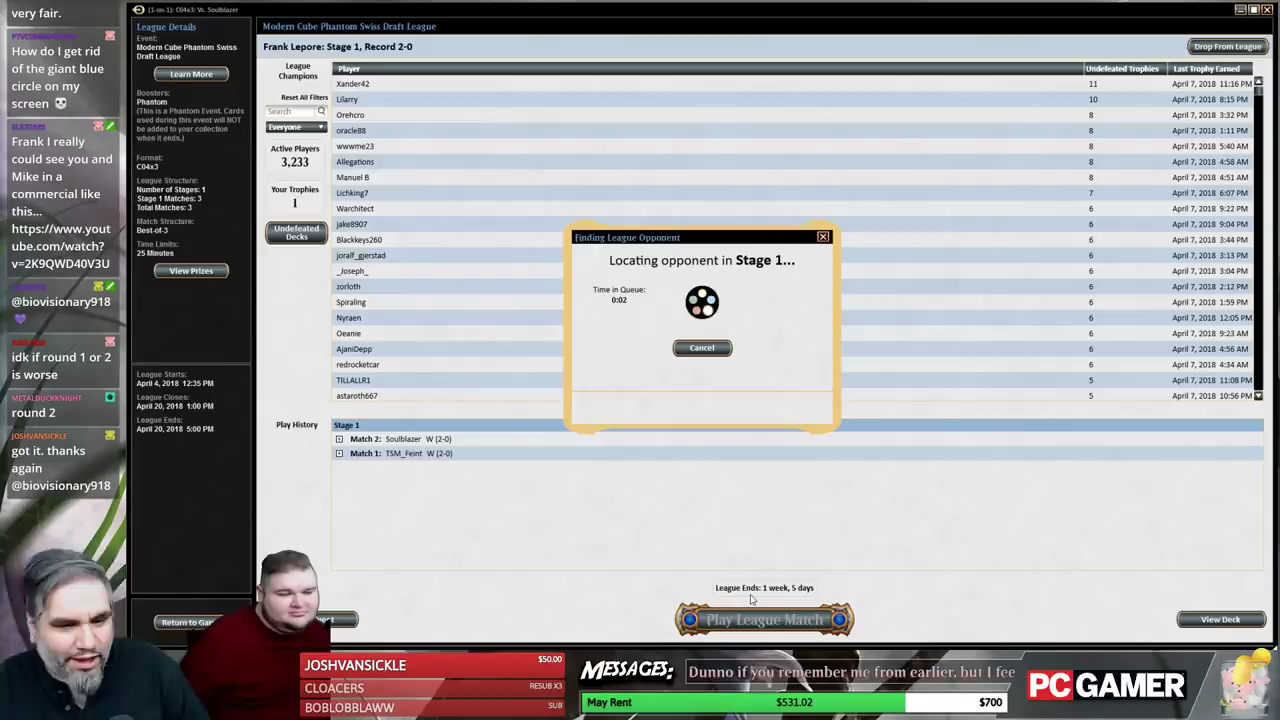 very fair.
PTVCORNHOLIO
How do I get rid
of the giant blue
circle on my
screen
Frank I really
could see you and
Mike in a
commercial like
this...
https://www.yout
ube.com/watch?
v=2K9QWD40V3U
@biovisionary918
idk if round 1 or 2
is worse
METALDUCKNIGHT
round 2
JOSHVANSICKLE
got it. thanks
again
@biovisionary918
(1-on-1): C04x3: Vs. Soulblazer
League Details
Event:
Modern Cube Phantom Swiss
Draft League
Learn More
Boosters:
Phantom
(This is a Phantom Event. Cards
used during this event will NOT
be added to your collection
when it ends.)
Format:
C04x3
League Structure:
Number of Stages: 1
Stage 1 Matches: 3
Total Matches: 3
Match Structure:
Best-of-3
Time Limits:
25 Minutes
View Prizes
League Starts:
April 4, 2018 12:35 PM
League Closes:
April 20, 2018 1:00 PM
League Ends:
April 20, 2018 5:00 PM
Modern Cube Phantom Swiss Draft League
Frank Lepore: Stage 1, Record 2-0
Drop From League
League
Champions
Reset All Filters
Search
Everyone
Active Players
3,233
Your Trophies
1
Undefeated
Decks
Player Undefeated Trophies Last Trophy Earned
Xander42 11 April 7, 2018 11:16 PM
Lilarry 10 April 7, 2018 8:15 PM
Orehcro 8 April 7, 2018 3:32 PM
oracle88 8 April 7, 2018 1:11 PM
wwwme23 8 April 7, 2018 5:40 AM
Allegations 8 April 7, 2018 4:58 AM
Manuel B 8 April 7, 2018 4:51 AM
Lichking7 7 April 7, 2018 6:07 PM
Warchitect 6 April 7, 2018 9:22 PM
jake8907 6 April 7, 2018 9:04 PM
Blackkeys260 6 April 7, 2018 3:44 PM
joralf_gjerstad 6 April 7, 2018 3:13 PM
_Joseph_ 6 April 7, 2018 3:04 PM
zorloth 6 April 7, 2018 2:12 PM
Spiraling 6 April 7, 2018 1:59 PM
Nyraen 6 April 7, 2018 12:05 PM
Oeanie 6 April 7, 2018 9:23 AM
AjaniDepp 6 April 7, 2018 4:56 AM
redrocketcar 6 April 7, 2018 4:34 AM
TILLALLR1 5 April 7, 2018 11:08 PM
astaroth667 5 April 7, 2018 10:56 PM
Finding League Opponent
Locating opponent in Stage 1...
Time in Queue:
0:02
Cancel
Play History
Stage 1
Match 2: Soulblazer W (2-0)
Match 1: TSM_Feint W (2-0)
League Ends: 1 week, 5 days
Return to Ga
Play League Match
View Deck
JOSHVANSICKLE $50.00
CLOACERS RESUB X3
BOBLOBBLAWW SUB
MESSAGES:
Dunno if you remember me from earlier, but I fee
May Rent $531.02 $700
PC GAMER